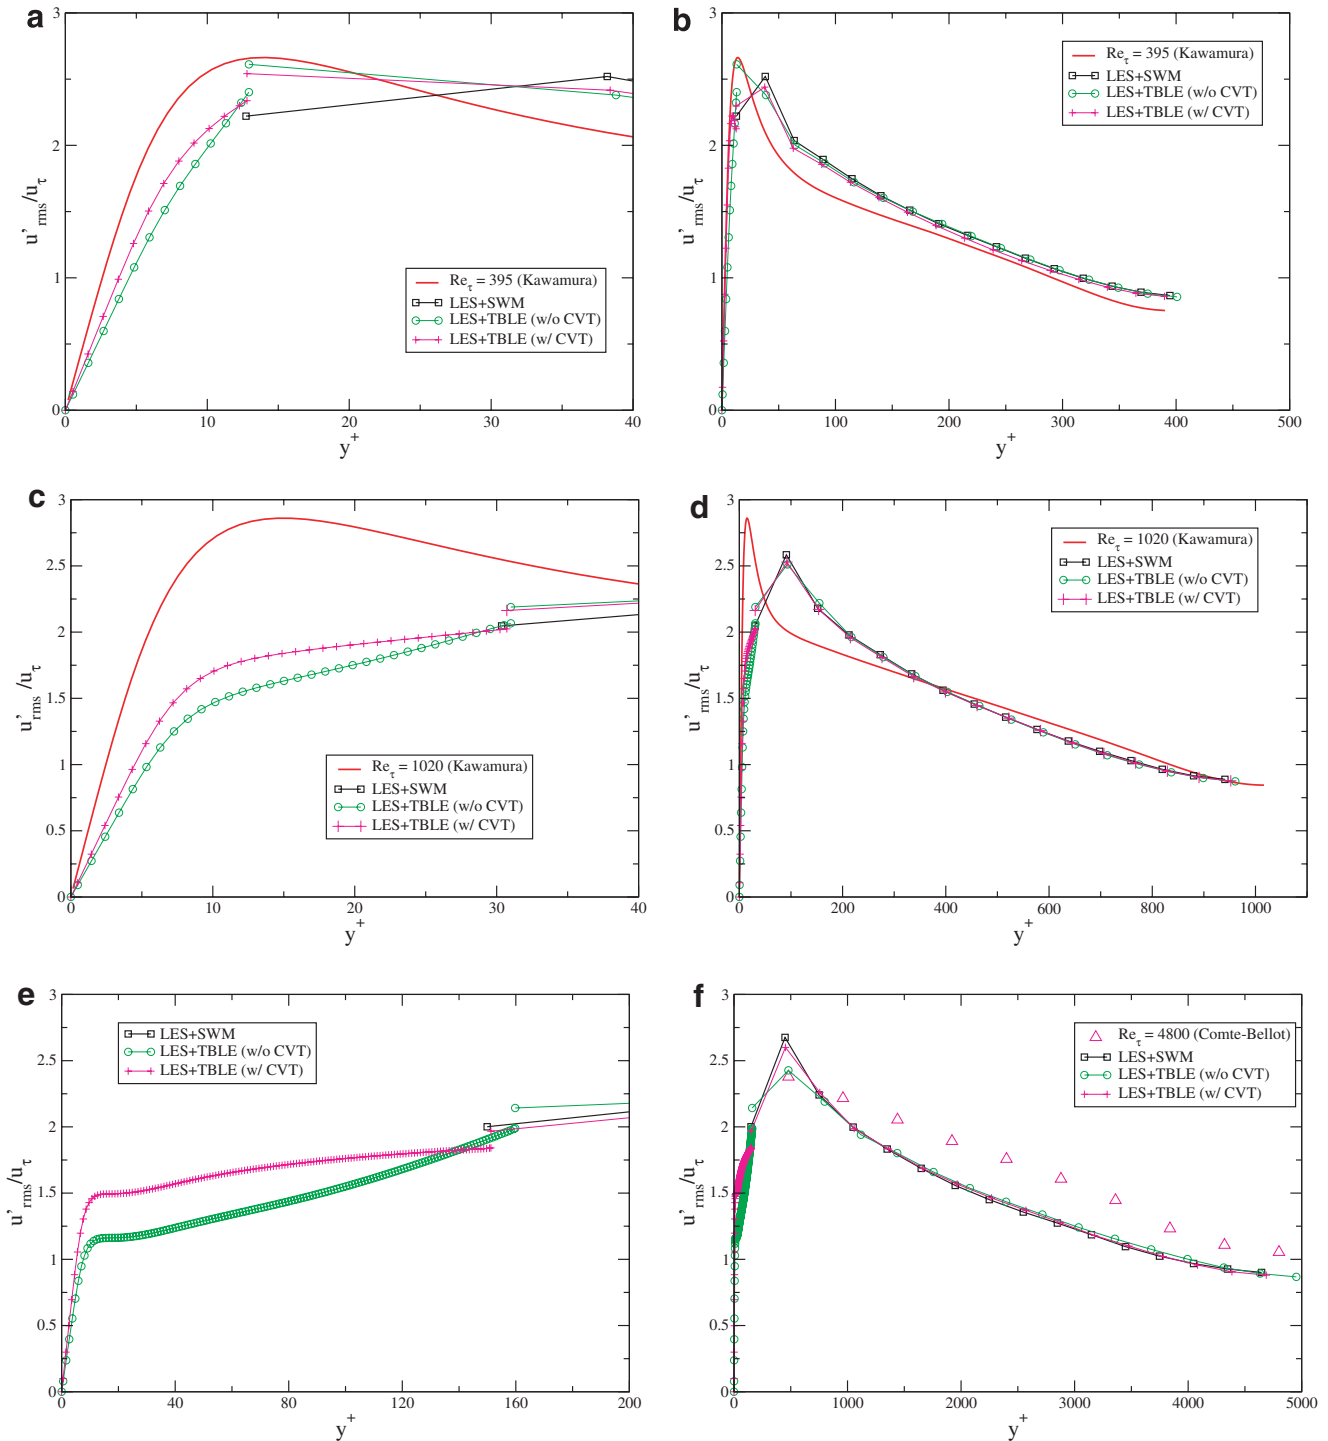 a
3
2.5
2
1
0
u'rms/uτ
Reτ = 395 (Kawamura)
LES+SWM
LES+TBLE (w/o CVT)
LES+TBLE (w/ CVT)
0 10 20 30 40
y+
b
3
2
1
0
u'rms/uτ
Reτ = 395 (Kawamura)
LES+SWM
LES+TBLE (w/o CVT)
LES+TBLE (w/ CVT)
0 100 200 300 400 500
y+
c
3
2.5
2
1.5
1
0.5
0
u'rms/uτ
Reτ = 1020 (Kawamura)
LES+SWM
LES+TBLE (w/o CVT)
LES+TBLE (w/ CVT)
0 10 20 30 40
y+
d
3
2.5
2
1.5
1
0.5
0
u'rms/uτ
Reτ = 1020 (Kawamura)
LES+SWM
LES+TBLE (w/o CVT)
LES+TBLE (w/ CVT)
0 200 400 600 800 1000
y+
e
3
2.5
2
1.5
1
0.5
0
u'rms/uτ
LES+SWM
LES+TBLE (w/o CVT)
LES+TBLE (w/ CVT)
0 40 80 120 160 200
y+
f
3
2.5
2
1.5
1
0.5
0
u'rms/uτ
Reτ = 4800 (Comte-Bellot)
LES+SWM
LES+TBLE (w/o CVT)
LES+TBLE (w/ CVT)
0 1000 2000 3000 4000 5000
y+